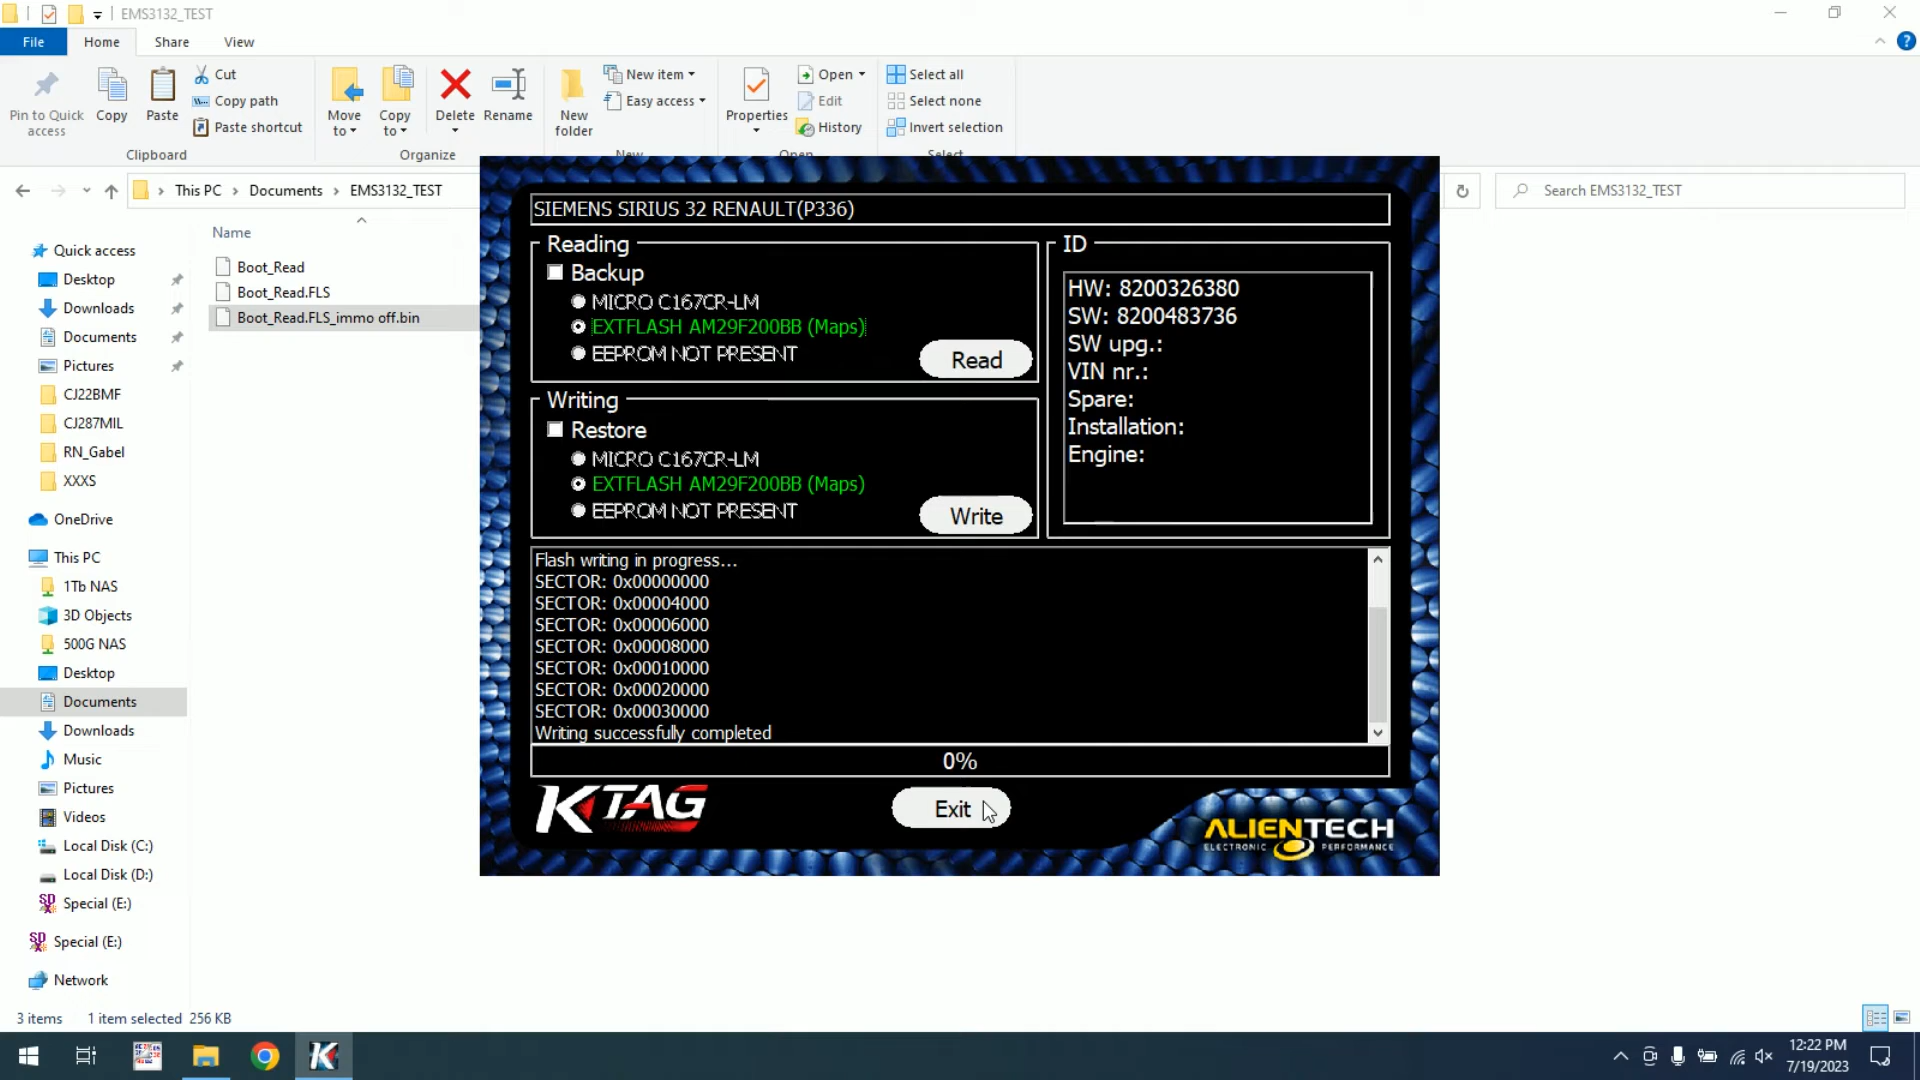 EMS3132_TEST
File
Home
Share
View
Pin to Quick
access
Copy
Paste
Cut
Copy path
Paste shortcut
Clipboard
Move
to
Copy
to
Delete
Rename
Organize
New
folder
New item
Easy access
New
Properties
Open
Edit
History
Open
Select all
Select none
Invert selection
Select
This PC
Documents
EMS3132_TEST
Search EMS3132_TEST
Name
Boot_Read
Boot_Read.FLS
Boot_Read.FLS_immo off.bin
Quick access
Desktop
Downloads
Documents
Pictures
CJ22BMF
CJ287MIL
RN_Gabel
XXXS
OneDrive
This PC
1Tb NAS
3D Objects
500G NAS
Desktop
Documents
Downloads
Music
Pictures
Videos
Local Disk (C:)
Local Disk (D:)
Special (E:)
Special (E:)
Network
3 items
1 item selected
256 KB
SIEMENS SIRIUS 32 RENAULT(P336)
Reading
Backup
MICRO C167CR-LM
EXTFLASH AM29F200BB (Maps)
EEPROM NOT PRESENT
Read
Writing
Restore
MICRO C167CR-LM
EXTFLASH AM29F200BB (Maps)
EEPROM NOT PRESENT
Write
ID
HW: 8200326380
SW: 8200483736
SW upg.:
VIN nr.:
Spare:
Installation:
Engine:
Flash writing in progress...
SECTOR: 0x00000000
SECTOR: 0x00004000
SECTOR: 0x00006000
SECTOR: 0x00008000
SECTOR: 0x00010000
SECTOR: 0x00020000
SECTOR: 0x00030000
Writing successfully completed
0%
KTAG
Exit
ALIENTECH
ELECTRONIC PERFORMANCE
12:22 PM
7/19/2023